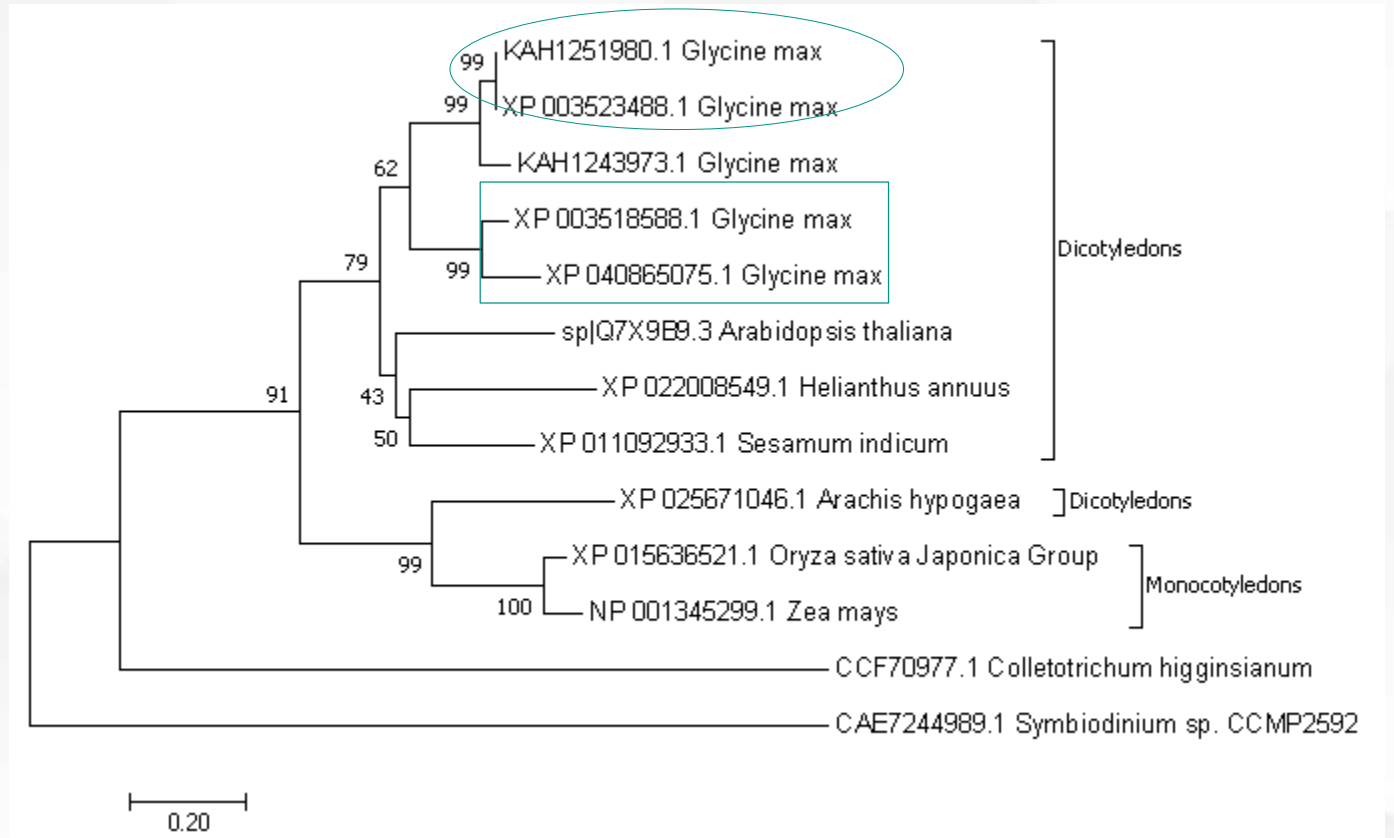 99
KAH1251980.1 Glycine max
99
XP 003523488.1 Glycine max
KAH1243973.1 Glycine max
62
XP 003518588.1 Glycine max
79
99
XP 040865075.1 Glycine max
Dicotyledons
sp|Q7X9B9.3 Arabidopsis thaliana
43
XP 022008549.1 Helianthus annuus
91
50
XP 011092933.1 Sesamum indicum
XP 025671046.1 Arachis hypogaea
Dicotyledons
99
XP 015636521.1 Oryza sativa Japonica Group
Monocotyledons
100
NP 001345299.1 Zea mays
CCF70977.1 Colletotrichum higginsianum
CAE7244989.1 Symbiodinium sp. CCMP2592
0.20